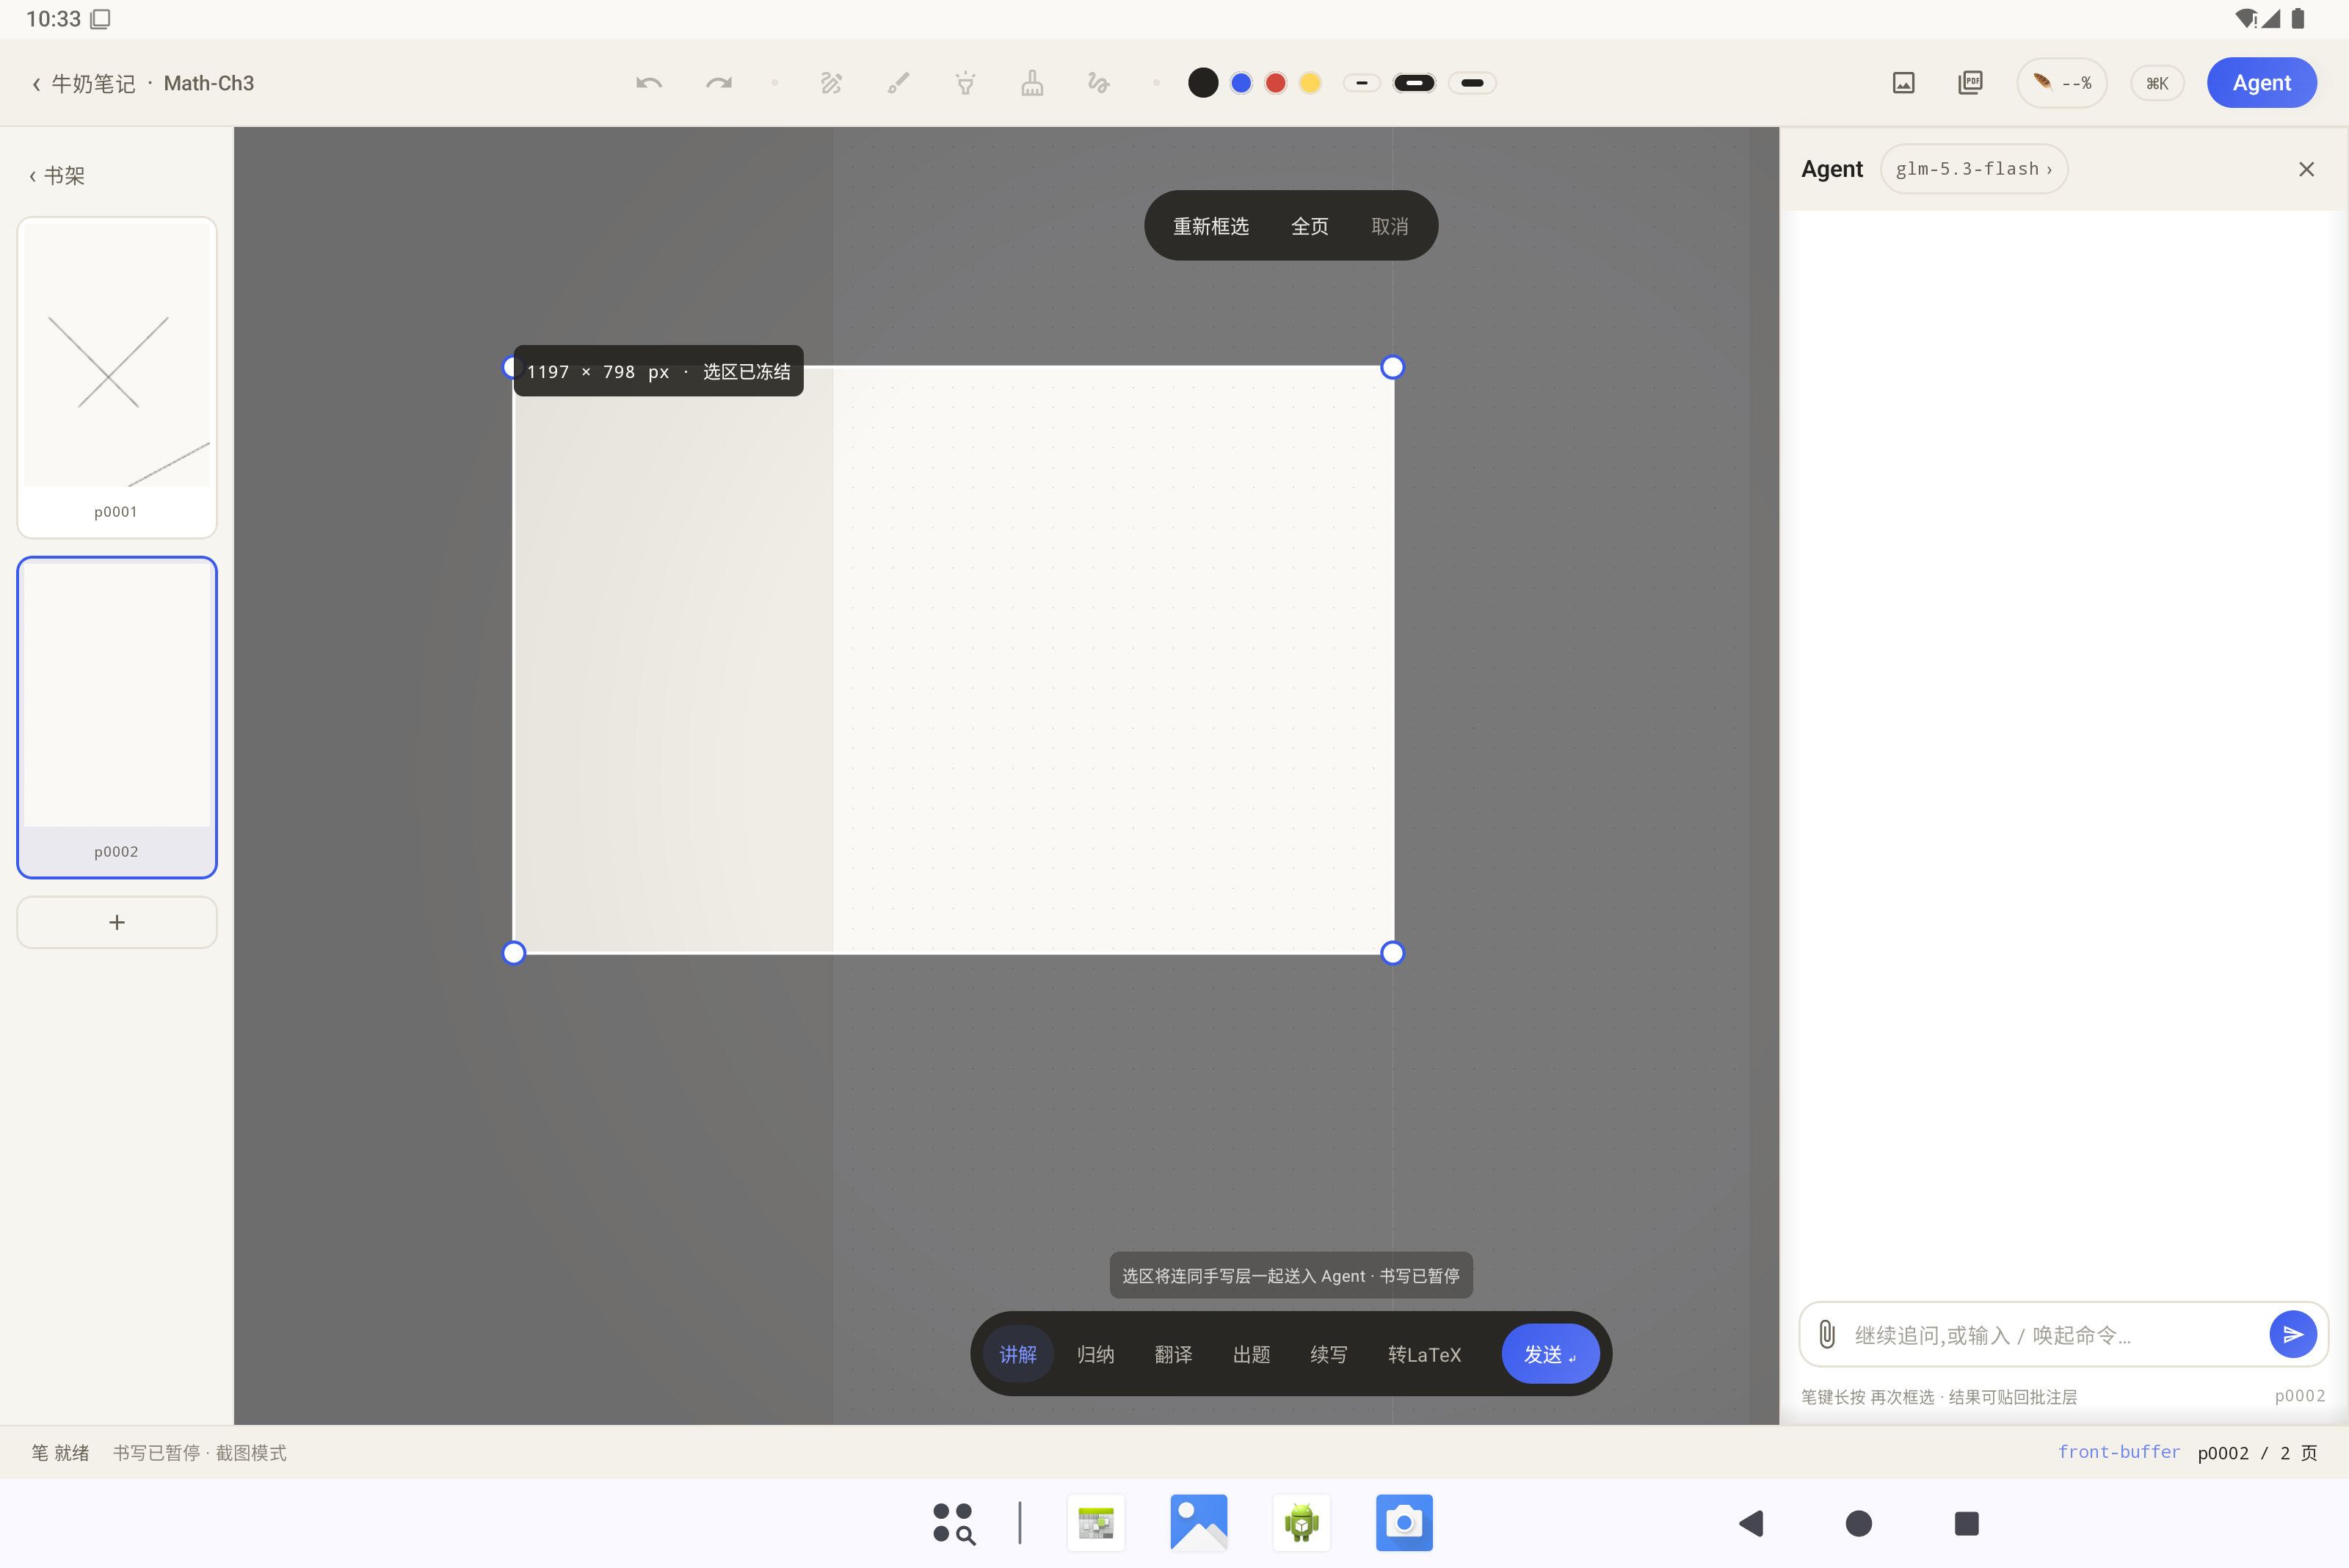 10:33
‹ 牛奶笔记 · Math-Ch3
--%
⌘K
Agent
‹ 书架
p0001
p0002
+
重新框选 全页 取消
1197 × 798 px · 选区已冻结
选区将连同手写层一起送入 Agent · 书写已暂停
讲解 归纳 翻译 出题 续写 转LaTeX 发送 ↲
Agent glm-5.3-flash ›
继续追问,或输入 / 唤起命令…
笔键长按 再次框选 · 结果可贴回批注层 p0002
笔 就绪 书写已暂停 · 截图模式
front-buffer p0002 / 2 页
PDF